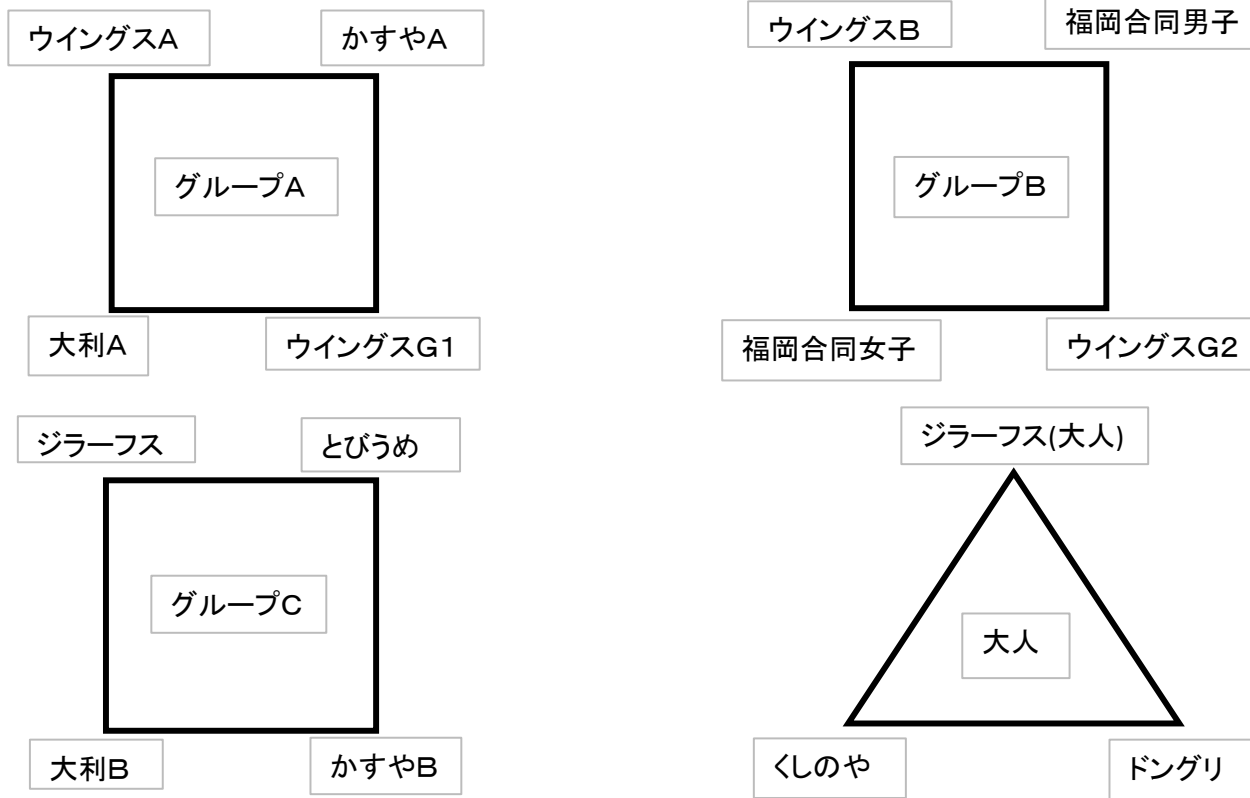 ウイングスA
かすやA
グループA
大利A
ウイングスG1
ウイングスB
福岡合同男子
グループB
福岡合同女子
ウイングスG2
ジラーフス
とびうめ
グループC
大利B
かすやB
ジラーフス(大人)
大人
くしのや
ドングリ